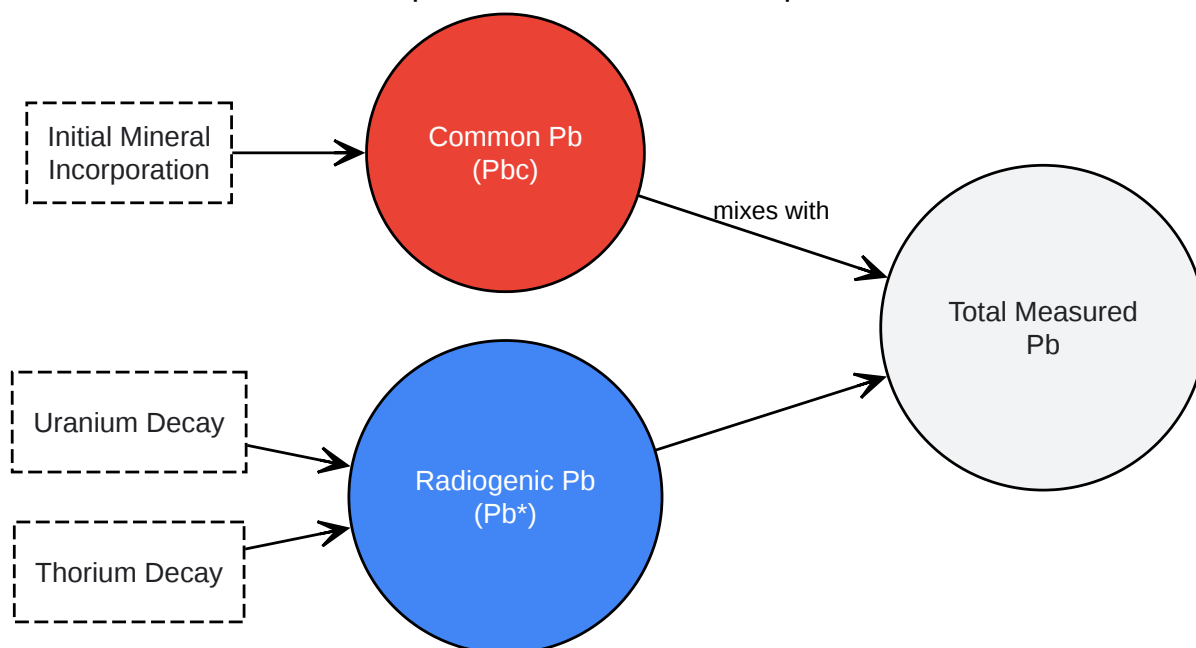 Initial Mineral
Incorporation
Common Pb
(Pbc)
mixes with
Total Measured
Pb
Uranium Decay
Radiogenic Pb
(Pb*)
Thorium Decay